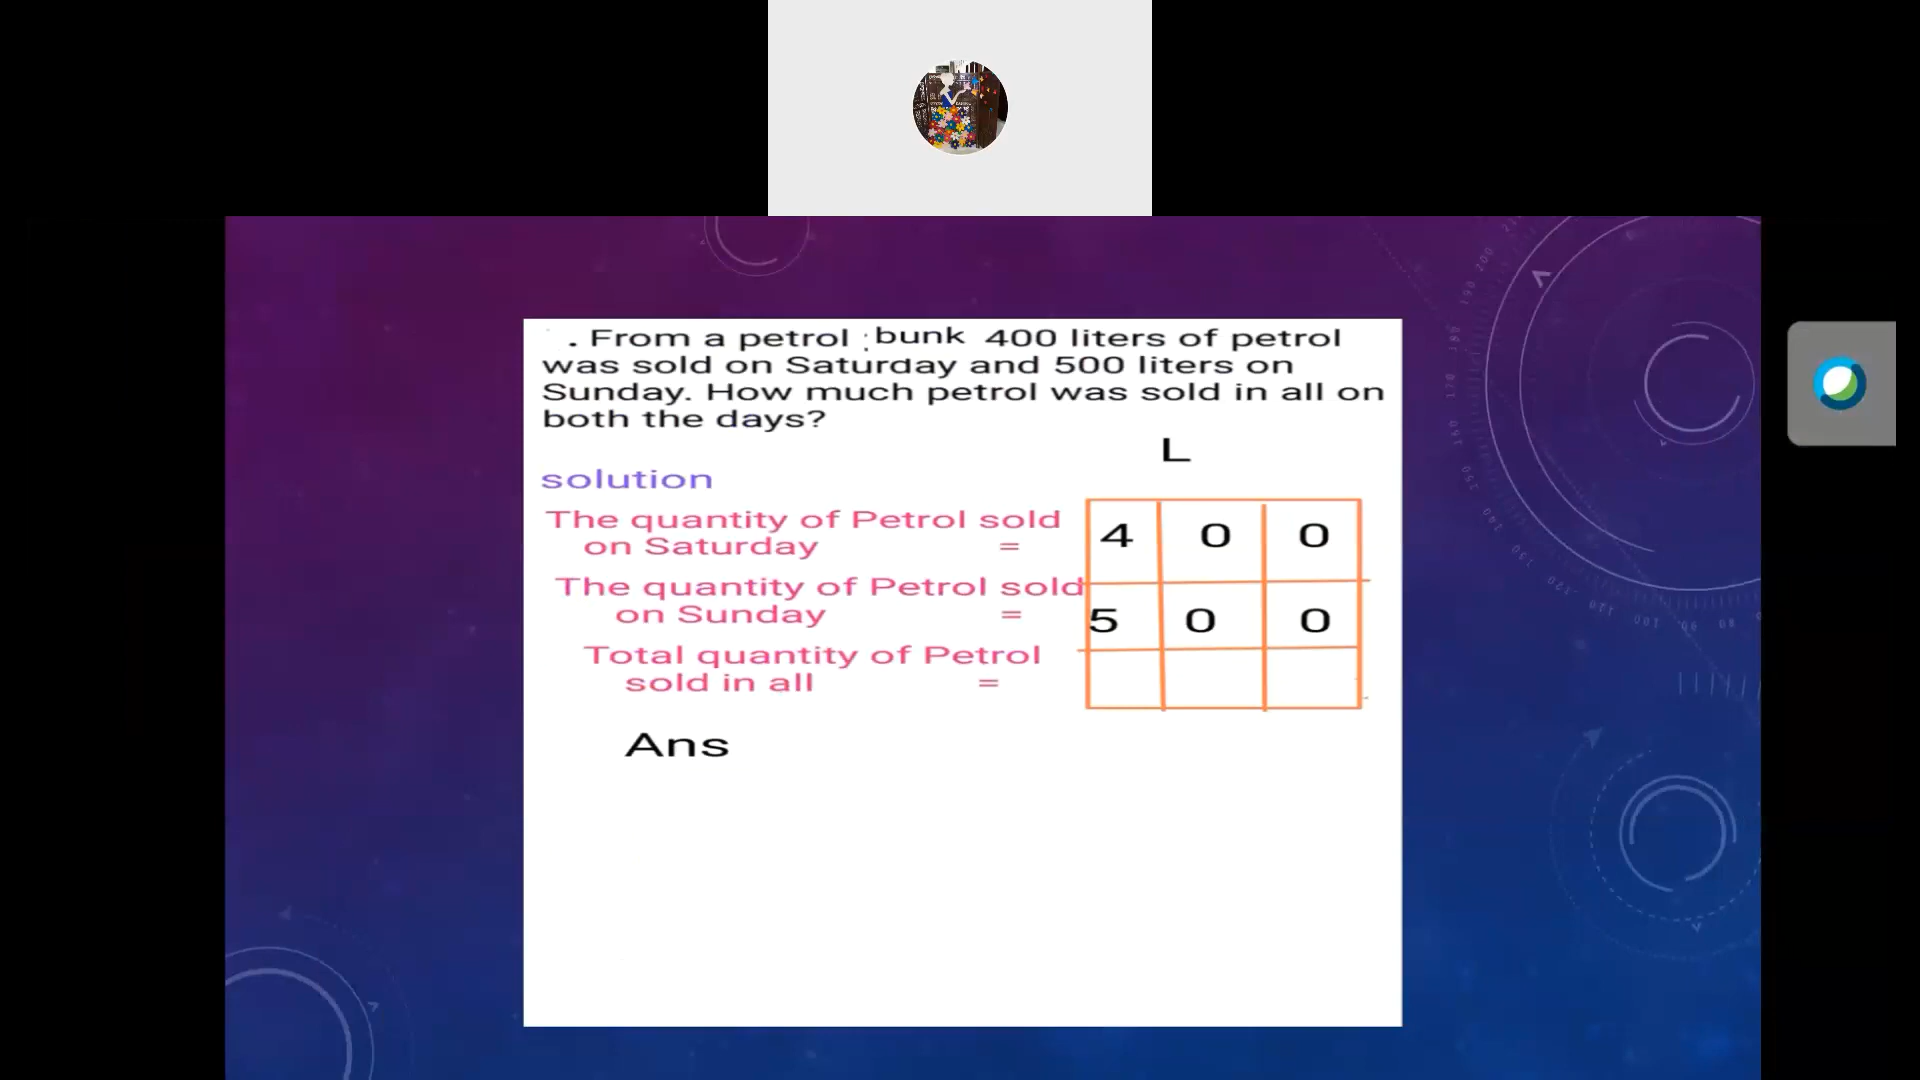 . From a petrol : bunk 400 liters of petrol
was sold on Saturday and 500 liters on
Sunday. How much petrol was sold in all on
both the days?
L
solution
The quantity of Petrol sold
on Saturday = 4 0 0
The quantity of Petrol sold
on Sunday = 5 0 0
Total quantity of Petrol
sold in all =
Ans